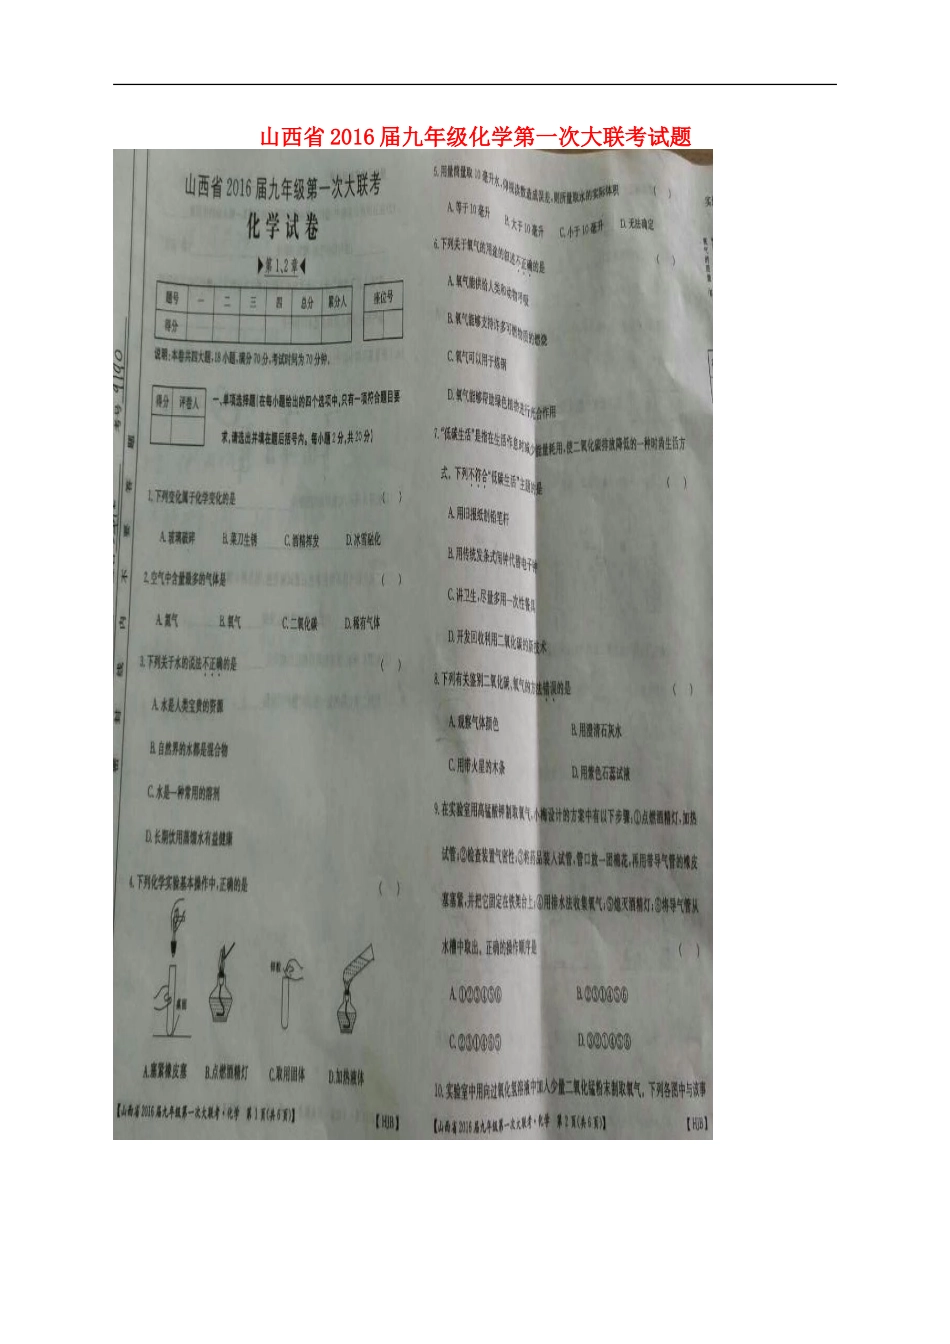 山西省2016届九年级化学第一次大联考试题
山西省2016届九年级第一次大联考
化学试卷
第1、2章
题号 一 二 三 四 总分 累分人
得分
座位号
说明:本卷共四大题,18小题,满分70分,考试时间为70分钟.
得分 评卷人
一、单项选择题(在每小题给出的四个选项中,只有一项符合题目要
求,请选出并填在题后括号内。每小题2分,共20分)
1.下列变化属于化学变化的是 ( )
A.玻璃破碎 B.菜刀生锈 C.酒精挥发 D.冰雪融化
2.空气中含量最多的气体是 ( )
A.氮气 B.氧气 C.二氧化碳 D.稀有气体
3.下列关于水的说法不正确的是 ( )
A.水是人类宝贵的资源
B.自然界的水都是混合物
C.水是一种常用的溶剂
D.长期饮用蒸馏水有益健康
4.下列化学实验基本操作中,正确的是 ( )
桌面
A.塞紧橡皮塞 B.点燃酒精灯 C.取用固体 D.加热液体
【山西省2016届九年级第一次大联考·化学 第1页(共6页)】 【HJB】
5.用量筒量取10毫升水,仰视读数造成误差,则所量取水的实际体积 ( )
A.等于10毫升 B.大于10毫升 C.小于10毫升 D.无法确定
6.下列关于氧气的用途的叙述不正确的是 ( )
A.氧气能供给人类和动物呼吸
B.氧气能够支持许多可燃物质的燃烧
C.氧气可以用于炼钢
D.氧气能够帮助绿色植物进行光合作用
7.“低碳生活”是指在生活作息时减少能量耗用,使二氧化碳排放降低的一种时尚生活方
式。下列不符合“低碳生活”主题的是 ( )
A.用旧报纸制铅笔杆
B.用传统发条式闹钟代替电子钟
C.讲卫生,尽量多用一次性餐具
D.开发回收利用二氧化碳的新技术
8.下列有关鉴别二氧化碳、氧气的方法错误的是 ( )
A.观察气体颜色 B.用澄清石灰水
C.用带火星的木条 D.用紫色石蕊试液
9.在实验室用高锰酸钾制取氧气,小梅设计的方案中有以下步骤:①点燃酒精灯,加热
试管;②检查装置气密性;③将药品装入试管,管口放一团棉花,再用带导气管的橡皮
塞塞紧,并把它固定在铁架台上;④用排水法收集氧气;⑤熄灭酒精灯;⑥将导气管从
水槽中取出。正确的操作顺序是 ( )
A.①②③④⑤⑥ B.②③①④⑤⑥
C. D.
10.实验室中用向过氧化氢溶液中加入少量二氧化锰粉末制取氧气。下列各图中与该事
【山西省2016届九年级第一次大联考·化学 第2页(共6页)】 【HJB】